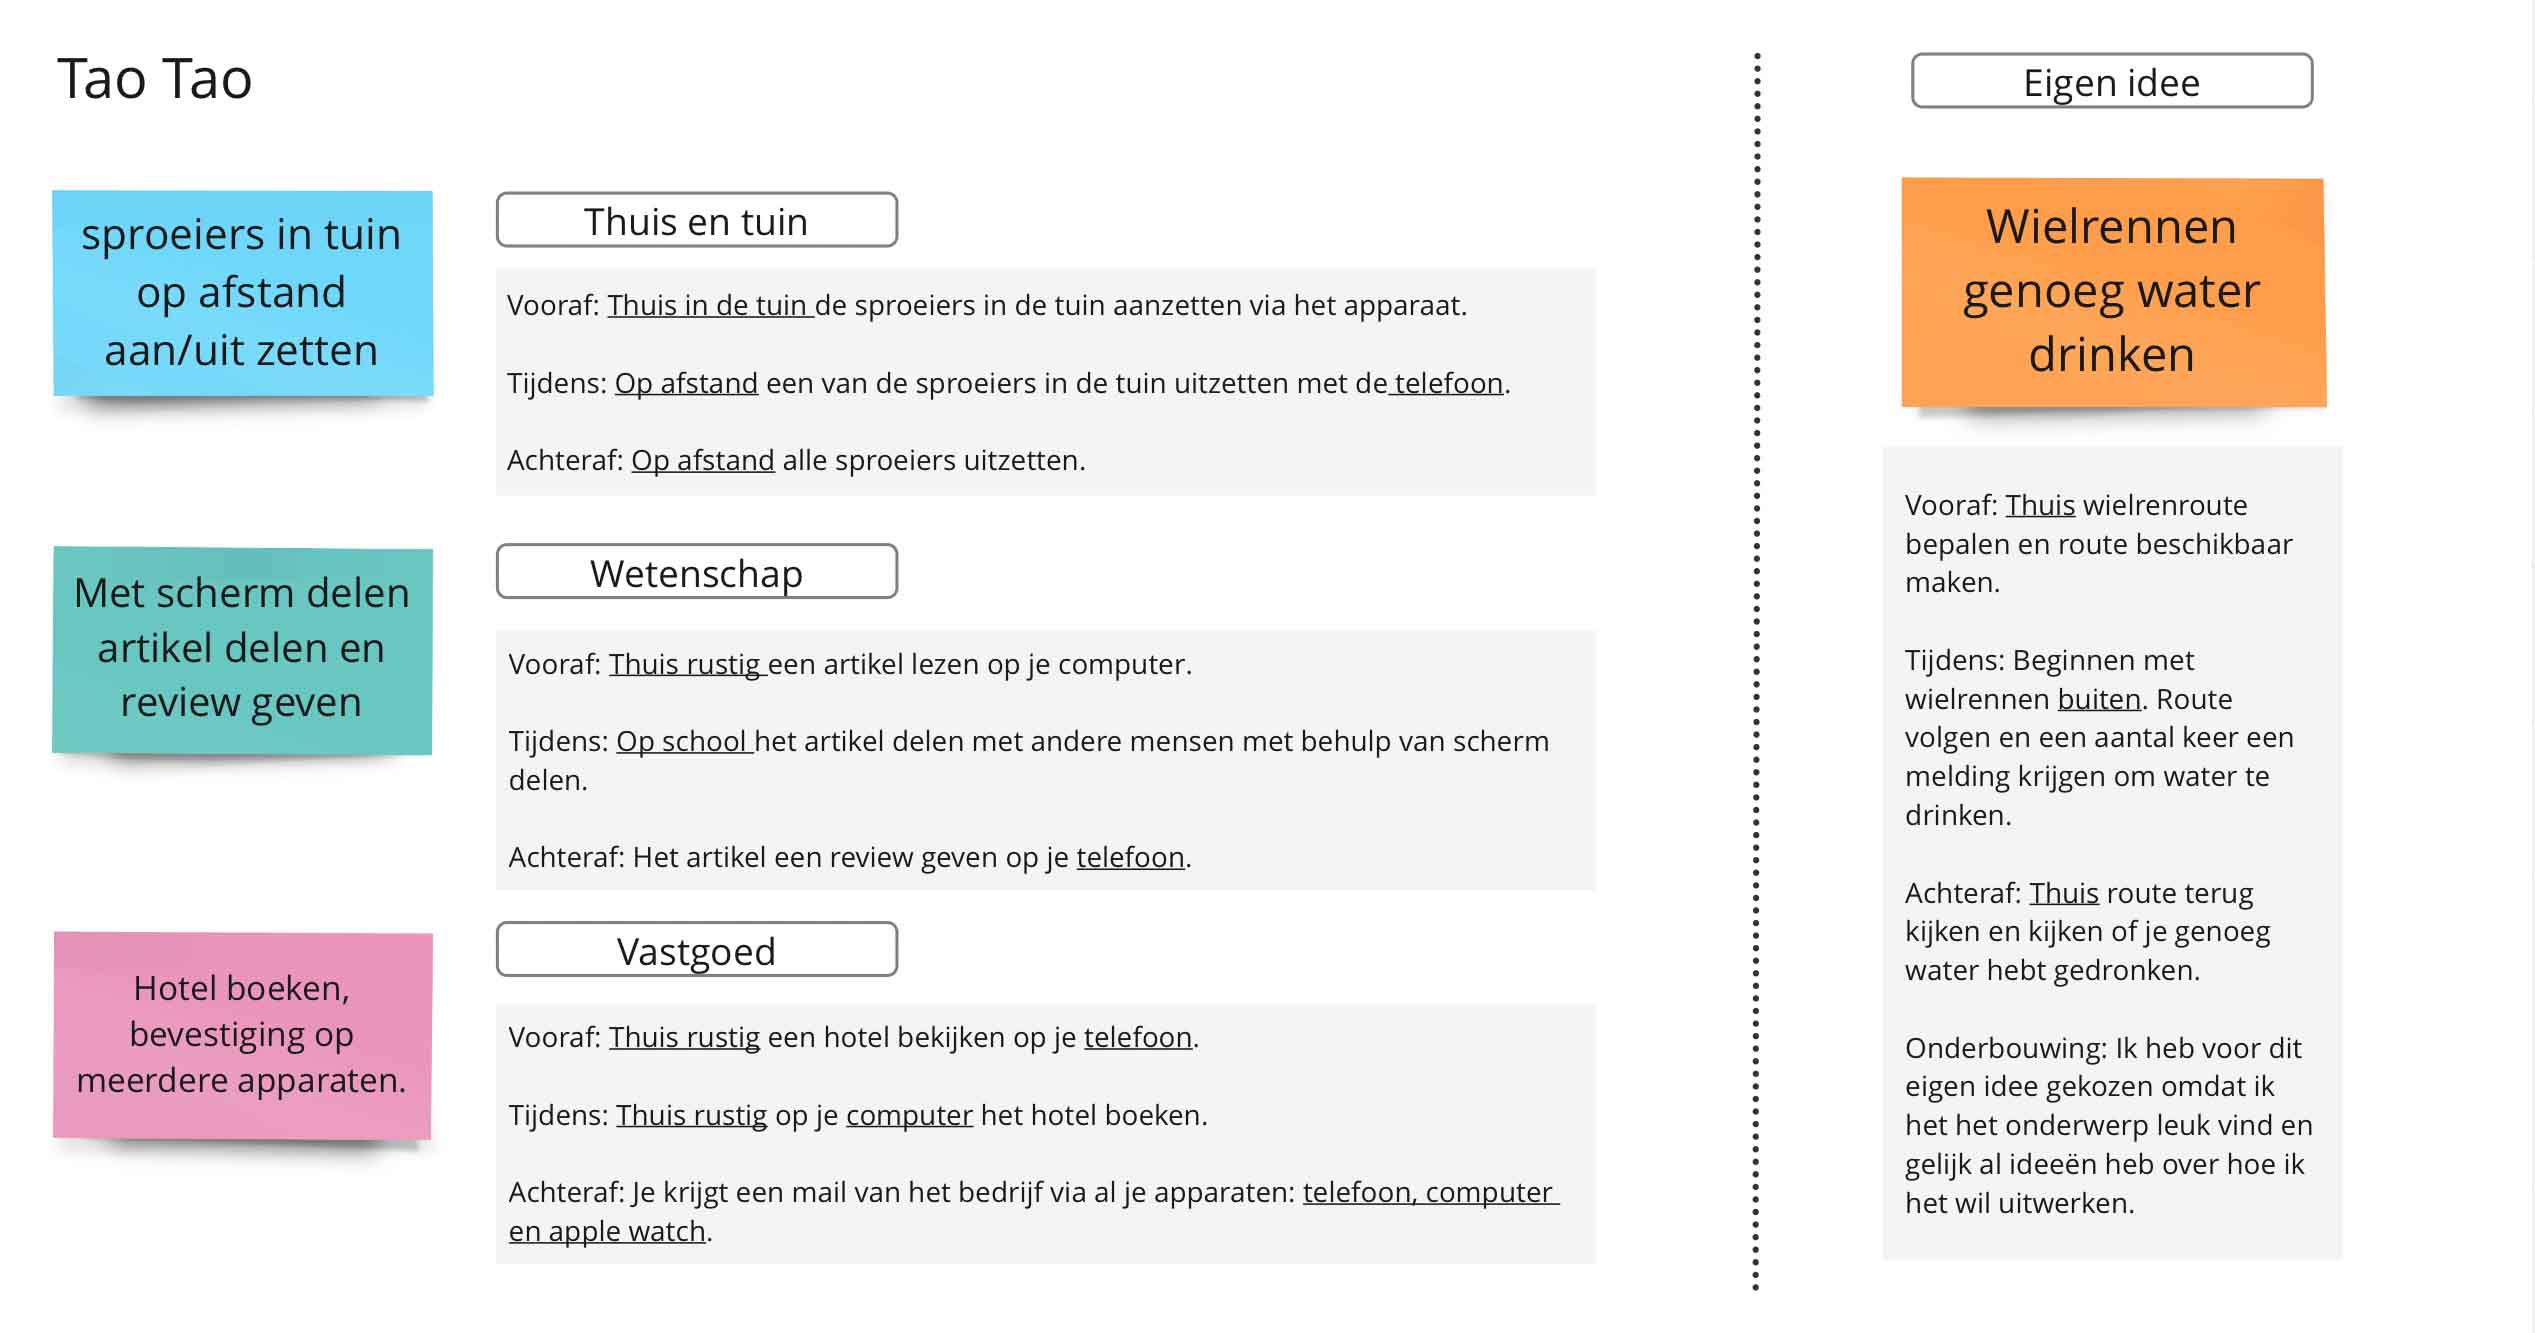 Tao Tao
sproeiers in tuin
op afstand
aan/uit zetten
Thuis en tuin
Vooraf: Thuis in de tuin de sproeiers in de tuin aanzetten via het apparaat.
Tijdens: Op afstand een van de sproeiers in de tuin uitzetten met de telefoon.
Achteraf: Op afstand alle sproeiers uitzetten.
Met scherm delen
artikel delen en
review geven
Wetenschap
Vooraf: Thuis rustig een artikel lezen op je computer.
Tijdens: Op school het artikel delen met andere mensen met behulp van scherm
delen.
Achteraf: Het artikel een review geven op je telefoon.
Hotel boeken,
bevestiging op
meerdere apparaten.
Vastgoed
Vooraf: Thuis rustig een hotel bekijken op je telefoon.
Tijdens: Thuis rustig op je computer het hotel boeken.
Achteraf: Je krijgt een mail van het bedrijf via al je apparaten: telefoon, computer
en apple watch.
Eigen idee
Wielrennen
genoeg water
drinken
Vooraf: Thuis wielrenroute
bepalen en route beschikbaar
maken.
Tijdens: Beginnen met
wielrennen buiten. Route
volgen en een aantal keer een
melding krijgen om water te
drinken.
Achteraf: Thuis route terug
kijken en kijken of je genoeg
water hebt gedronken.
Onderbouwing: Ik heb voor dit
eigen idee gekozen omdat ik
het het onderwerp leuk vind en
gelijk al ideeën heb over hoe ik
het wil uitwerken.